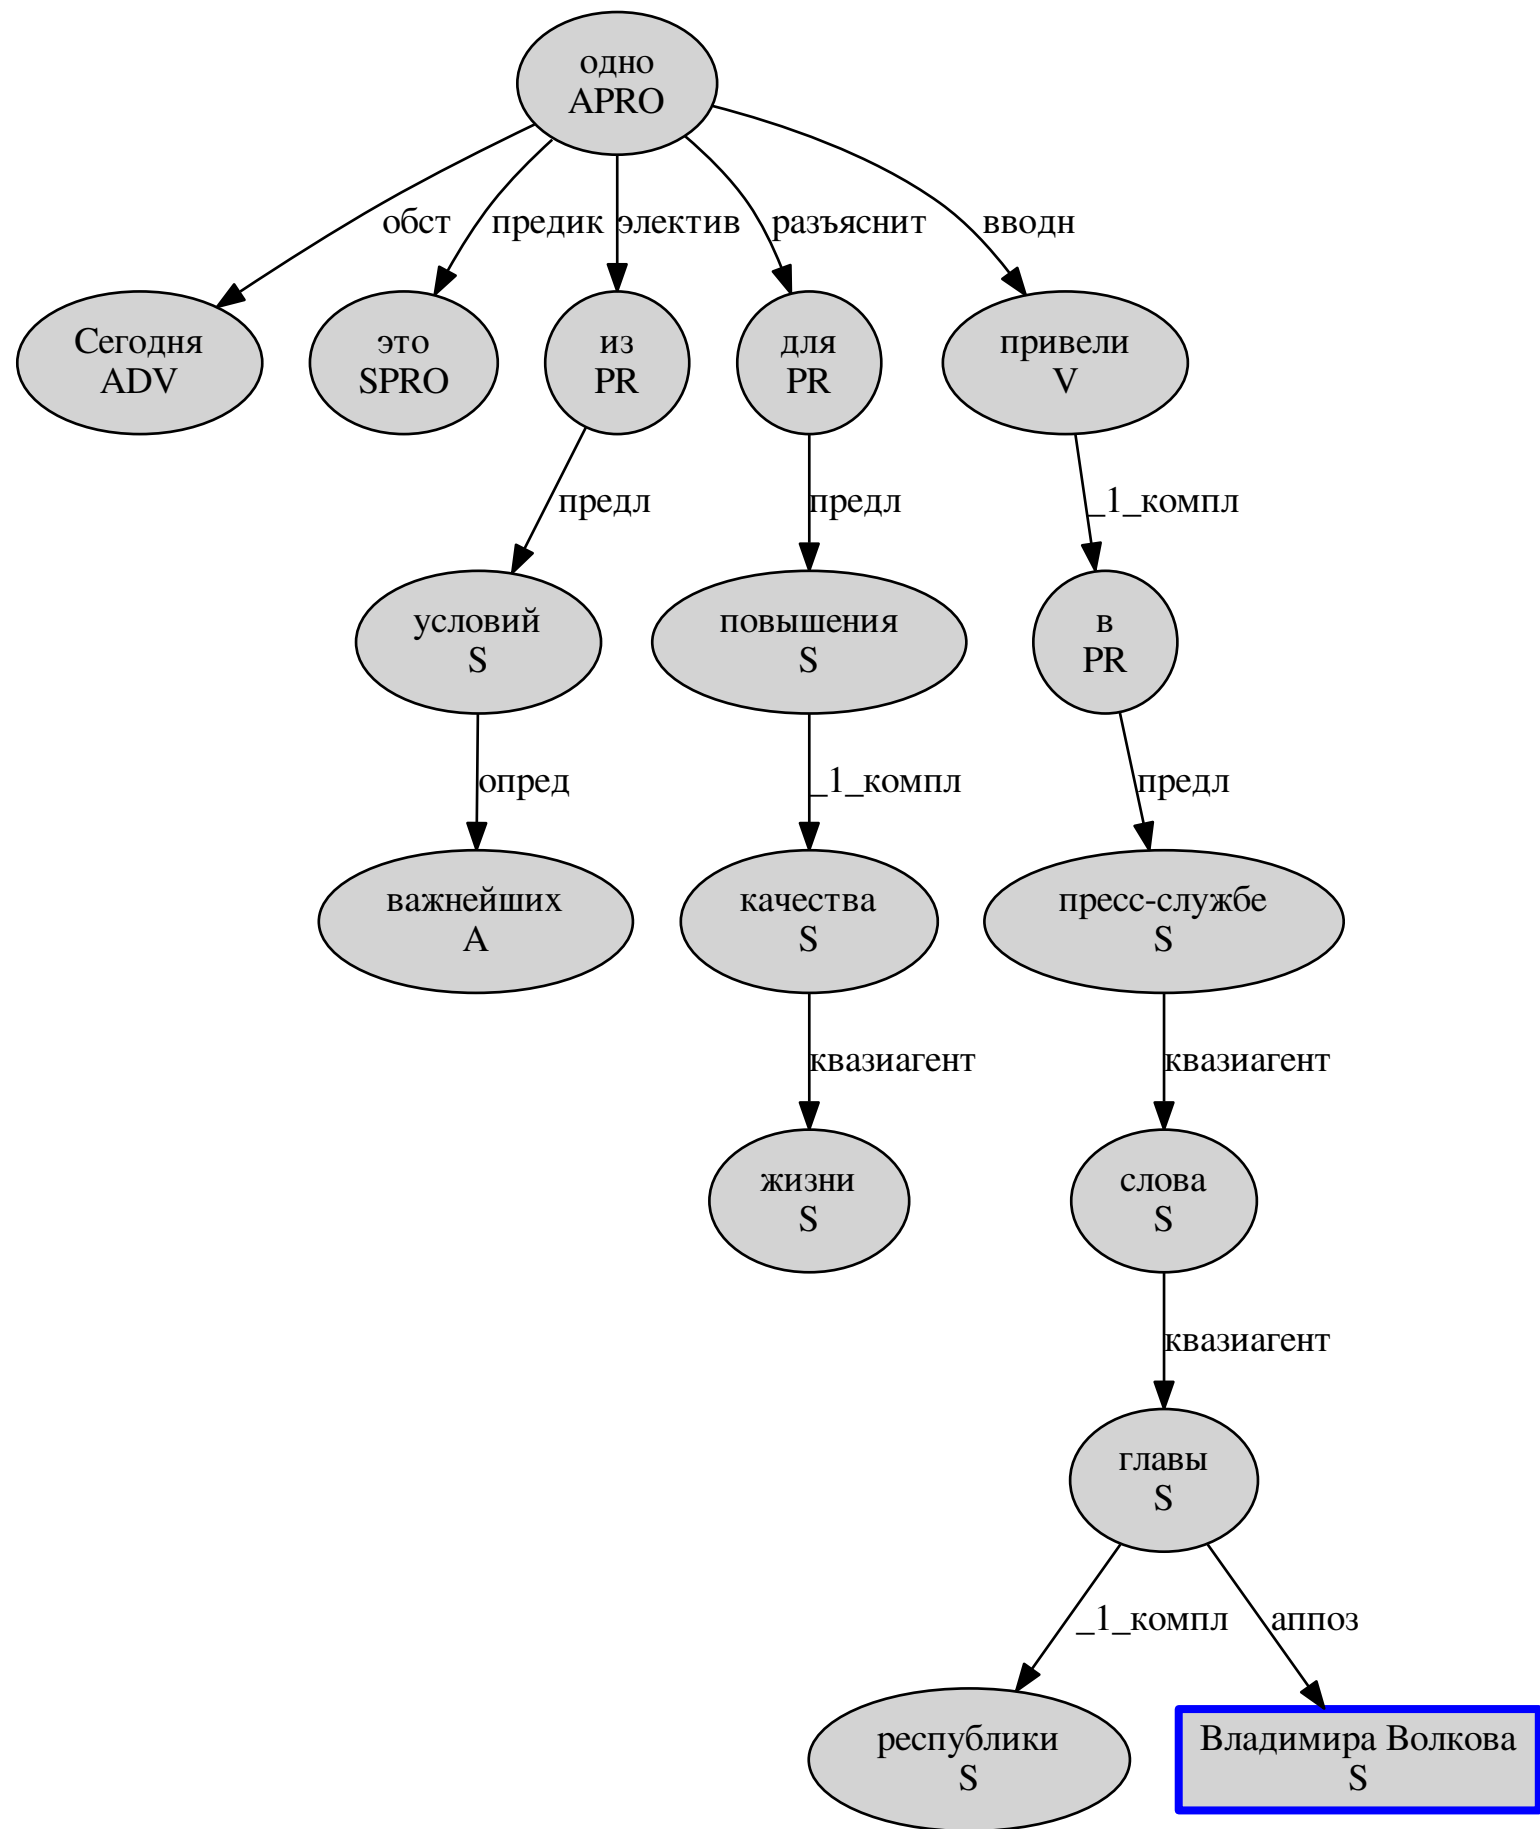 одно
APRO
обст
предик
электив
разъяснит
вводн
Сегодня
ADV
это
SPRO
из
PR
для
PR
привели
V
предл
предл
_1_компл
условий
S
повышения
S
в
PR
опред
_1_компл
предл
важнейших
A
качества
S
пресс-службе
S
квазиагент
квазиагент
жизни
S
слова
S
квазиагент
главы
S
_1_компл
аппоз
республики
S
Владимира Волкова
S